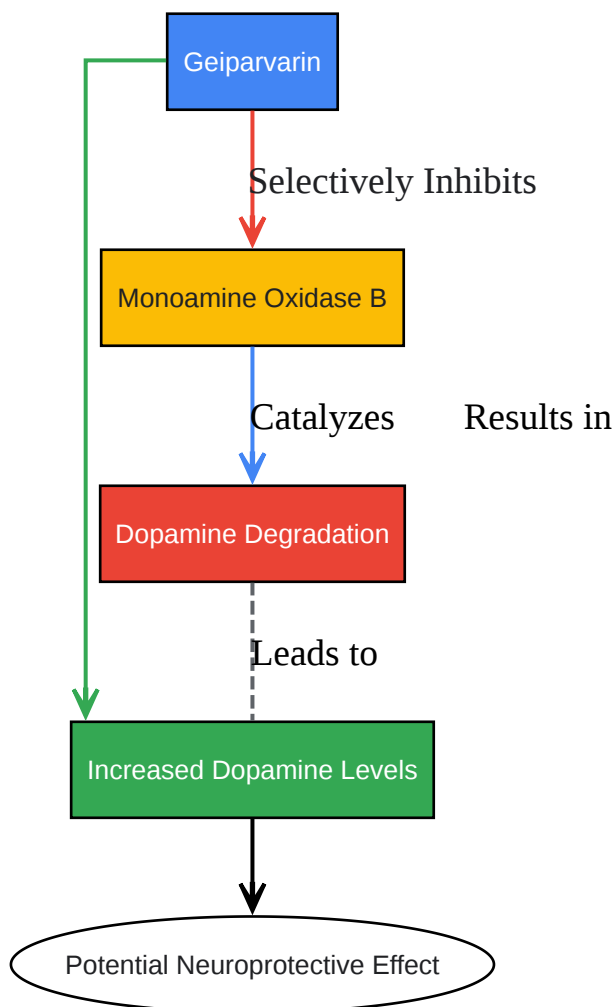 Geiparvarin
Selectively Inhibits
Monoamine Oxidase B
Catalyzes
Results in
Dopamine Degradation
Leads to
Increased Dopamine Levels
Potential Neuroprotective Effect